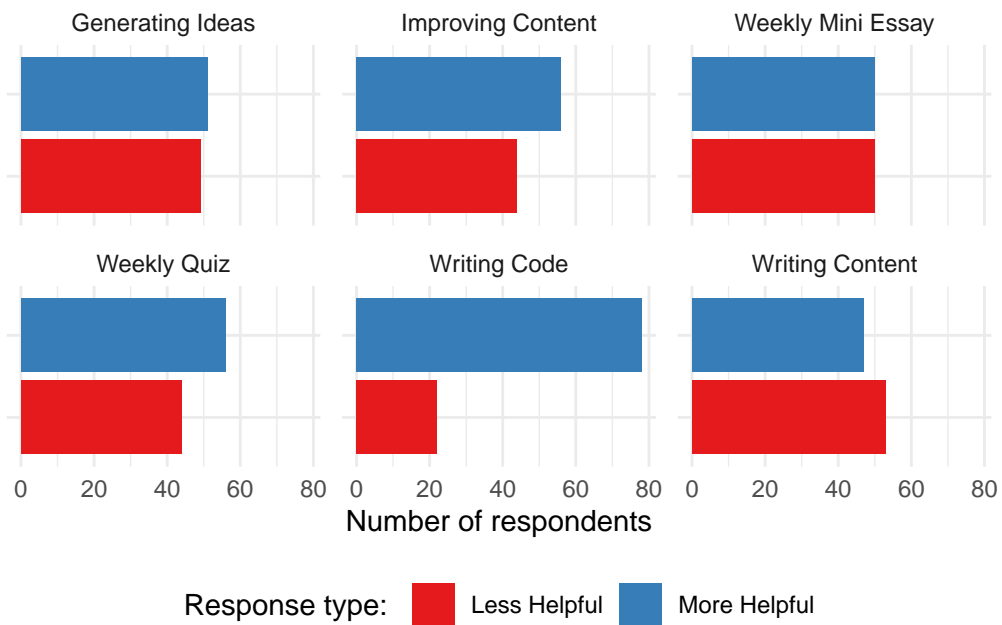 Generating Ideas
Improving Content
Weekly Mini Essay
Weekly Quiz
Writing Code
Writing Content
0 20 40 60 80
0 20 40 60 80
0 20 40 60 80
Number of respondents
Response type: Less Helpful More Helpful